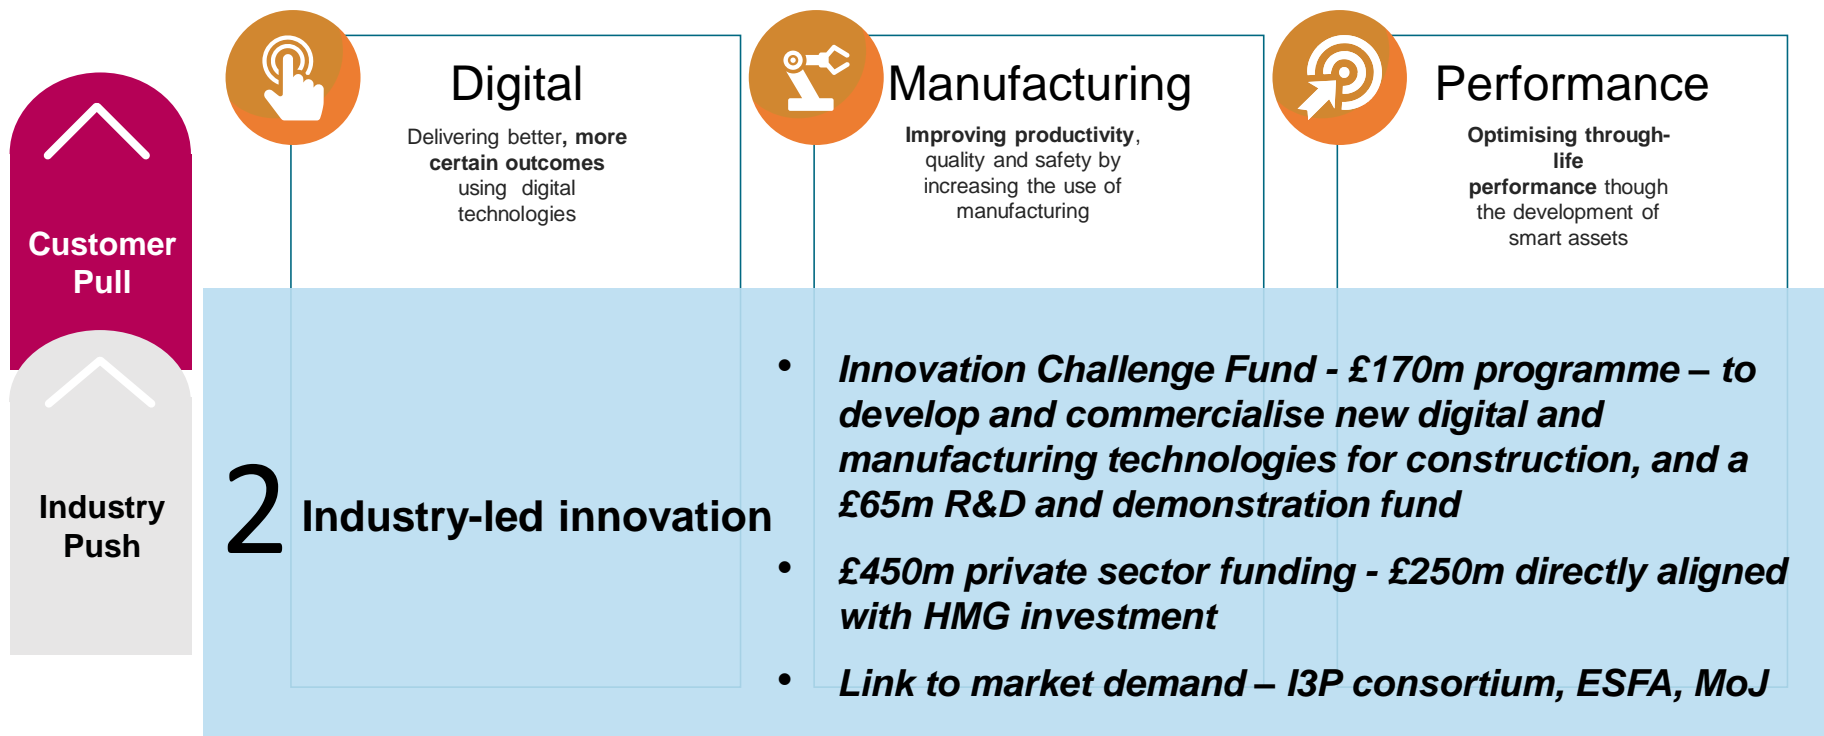 Digital
Delivering better, more
certain outcomes
using digital
technologies
Manufacturing
Improving productivity,
quality and safety by
increasing the use of
manufacturing
Performance
Optimising through-
life
performance though
the development of
smart assets
Customer
Pull
Industry
Push
2
Industry-led innovation
• Innovation Challenge Fund - £170m programme – to
develop and commercialise new digital and
manufacturing technologies for construction, and a
£65m R&D and demonstration fund
• £450m private sector funding - £250m directly aligned
with HMG investment
• Link to market demand – I3P consortium, ESFA, MoJ